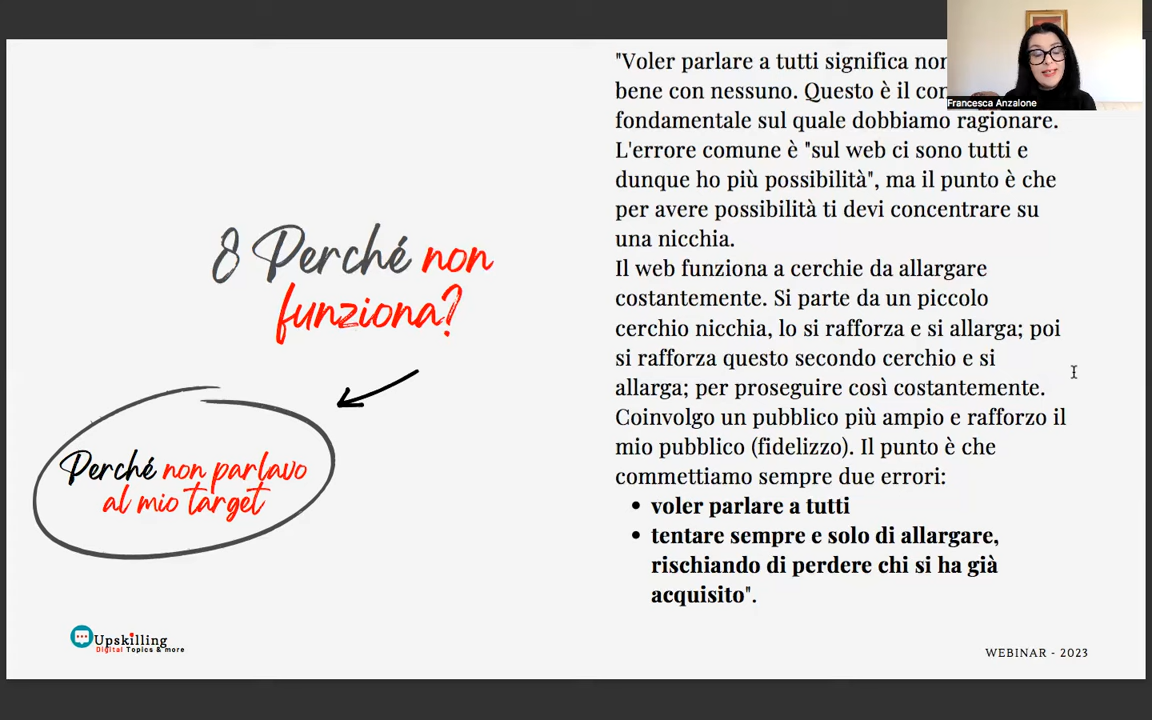 Francesca Anzalone
8 Perché non
funziona?
Perché non parlavo
al mio target
"Voler parlare a tutti significa non
bene con nessuno. Questo è il
fondamentale sul quale dobbiamo ragionare.
L'errore comune è "sul web ci sono tutti e
dunque ho più possibilità", ma il punto è che
per avere possibilità ti devi concentrare su
una nicchia.
Il web funziona a cerchie da allargare
costantemente. Si parte da un piccolo
cerchio nicchia, lo si rafforza e si allarga; poi
si rafforza questo secondo cerchio e si
allarga; per proseguire così costantemente.
Coinvolgo un pubblico più ampio e rafforzo il
mio pubblico (fidelizzo). Il punto è che
commettiamo sempre due errori:
• voler parlare a tutti
• tentare sempre e solo di allargare,
rischiando di perdere chi si ha già
acquisito".
Upskilling
Digital Topics & more
WEBINAR - 2023